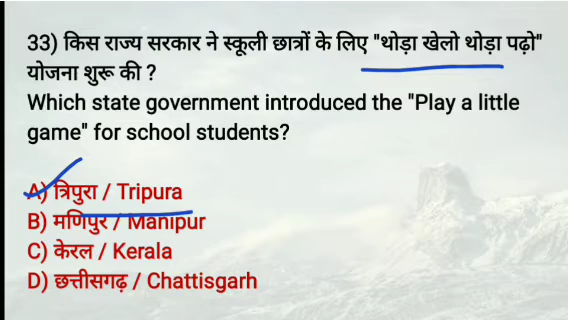 33) किस राज्य सरकार ने स्कूली छात्रों के लिए "थोड़ा खेलो थोड़ा पढ़ो"
योजना शुरू की ?
Which state government introduced the "Play a little
game" for school students?
A) त्रिपुरा / Tripura
B) मणिपुर / Manipur
C) केरल / Kerala
D) छत्तीसगढ़ / Chattisgarh